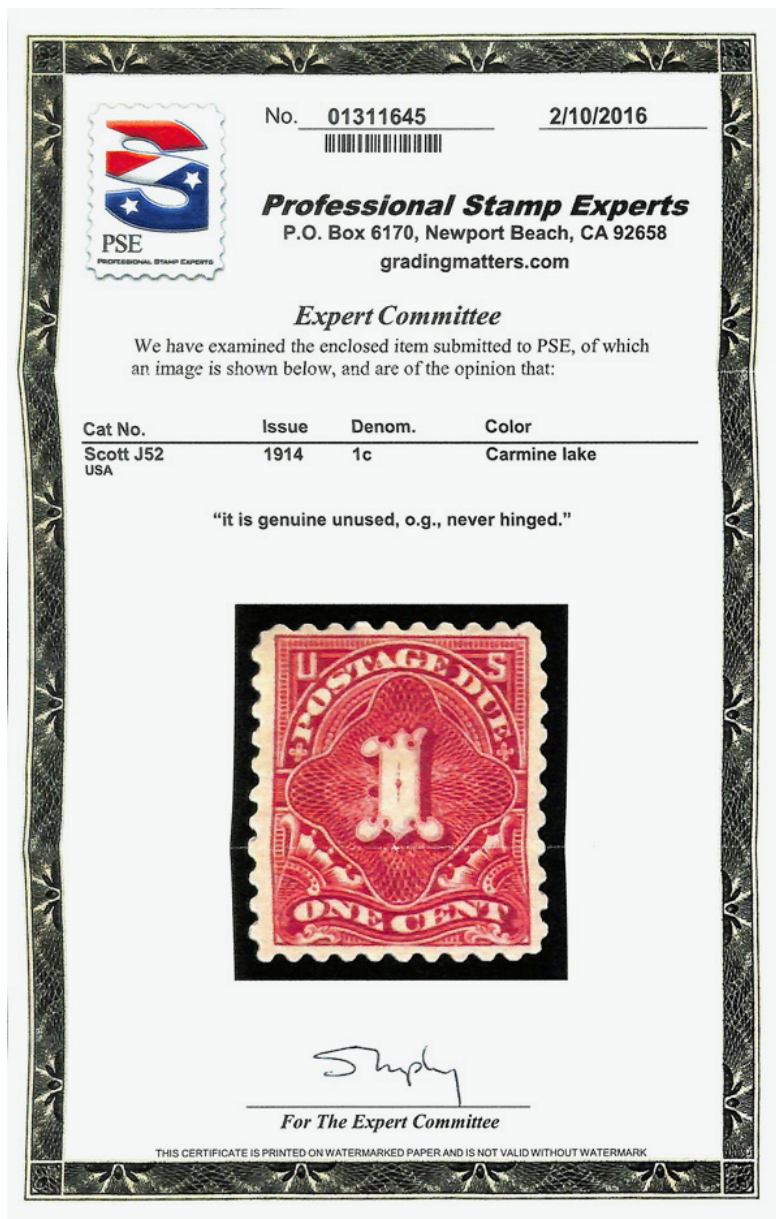 No. 01311645 2/10/2016
PSE
PROFESSIONAL STAMP EXPERTS
Professional Stamp Experts
P.O. Box 6170, Newport Beach, CA 92658
gradingmatters.com
Expert Committee
We have examined the enclosed item submitted to PSE, of which
an image is shown below, and are of the opinion that:
Cat No. Issue Denom. Color
Scott J52 1914 1c Carmine lake
USA
“it is genuine unused, o.g., never hinged.”
U S
POSTAGE DUE
1
ONE CENT
For The Expert Committee
THIS CERTIFICATE IS PRINTED ON WATERMARKED PAPER AND IS NOT VALID WITHOUT WATERMARK